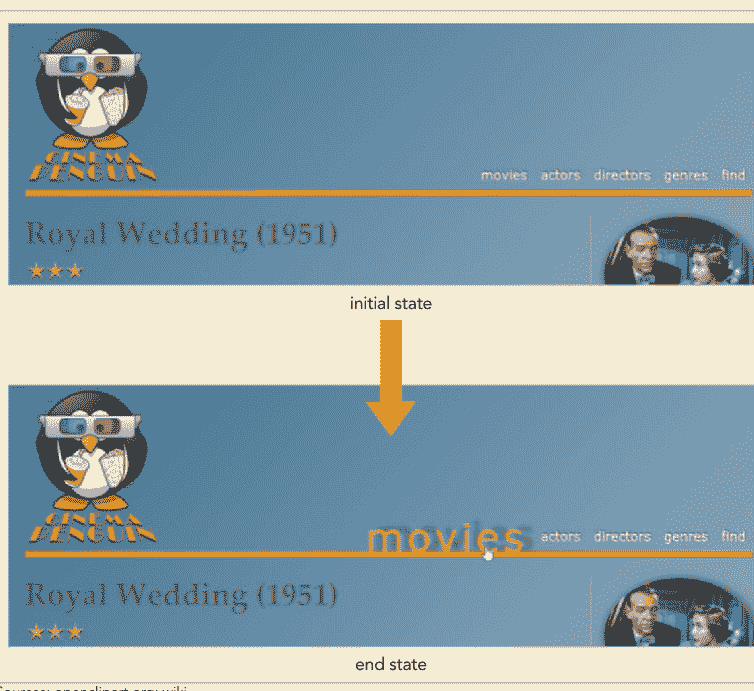 CINEMA
PENGUIN
movies actors directors genres find
Royal Wedding (1951)
initial state
CINEMA
PENGUIN
movies actors directors genres find
Royal Wedding (1951)
end state